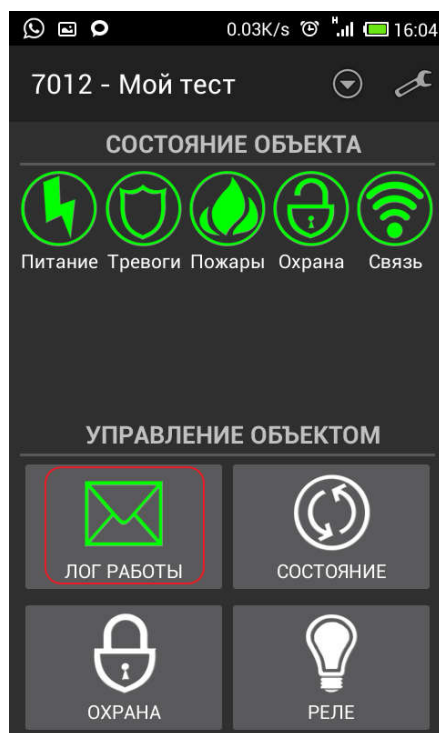 0.03K/s H 16:04
7012 - Мой тест
СОСТОЯНИЕ ОБЪЕКТА
Питание Тревоги Пожары Охрана Связь
УПРАВЛЕНИЕ ОБЪЕКТОМ
ЛОГ РАБОТЫ СОСТОЯНИЕ
ОХРАНА РЕЛЕ